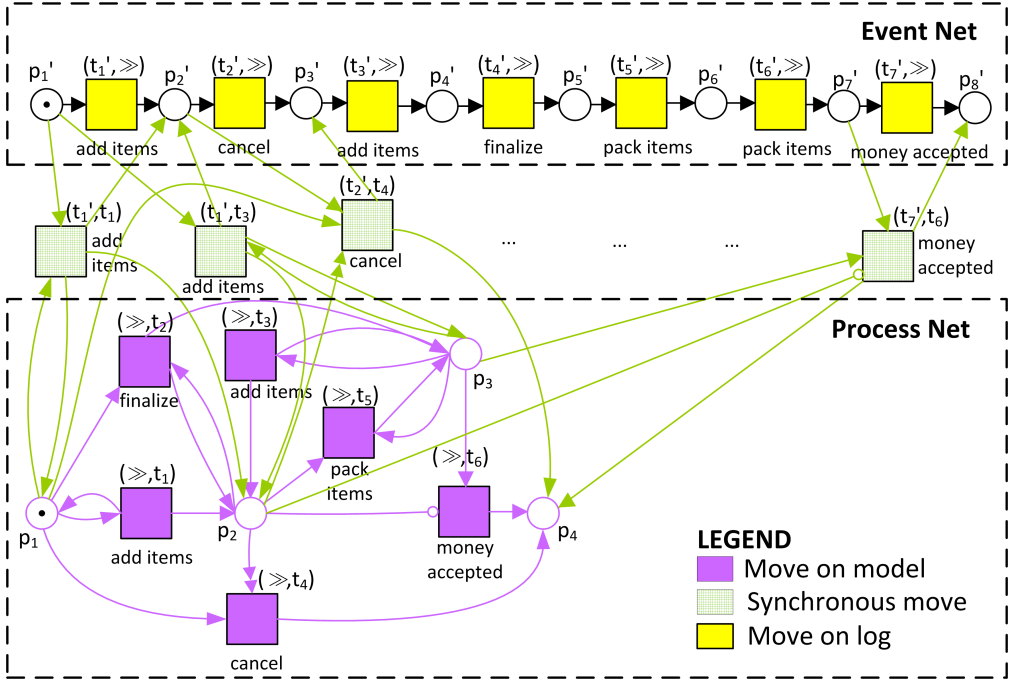 Event Net
(t₁',≫) (t₂',≫) (t₃',≫) (t₄',≫) (t₅',≫) (t₆',≫) (t₇',≫)
p₁' p₂' p₃' p₄' p₅' p₆' p₇' p₈'
add items cancel add items finalize pack items pack items money accepted
(t₁',t₁) (t₁',t₃) (t₂',t₄) (t₇',t₆)
add
items
add items
cancel
... ... ...
money
accepted
Process Net
(≫,t₂) (≫,t₃)
finalize
add items
p₃
(≫,t₅)
pack
items
(≫,t₁)
add items
(≫,t₆)
money
accepted
p₁ p₂ p₄
(≫,t₄)
cancel
LEGEND
Move on model
Synchronous move
Move on log